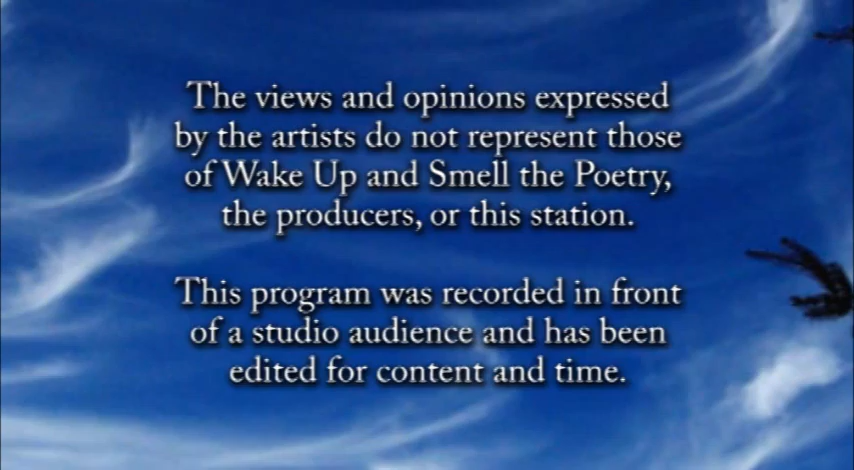 The views and opinions expressed
by the artists do not represent those
of Wake Up and Smell the Poetry,
the producers, or this station.
This program was recorded in front
of a studio audience and has been
edited for content and time.